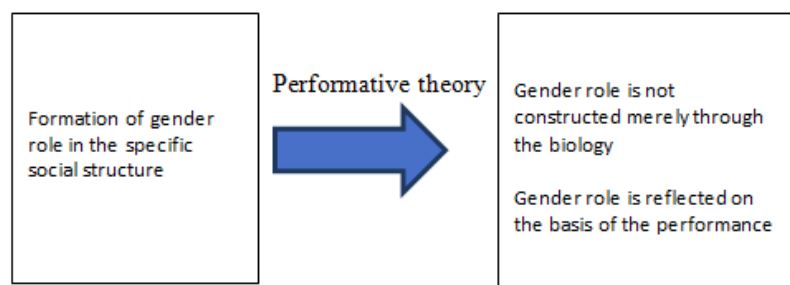 Formation of gender
role in the specific
social structure
Performative theory
Gender role is not
constructed merely through
the biology
Gender role is reflected on
the basis of the performance